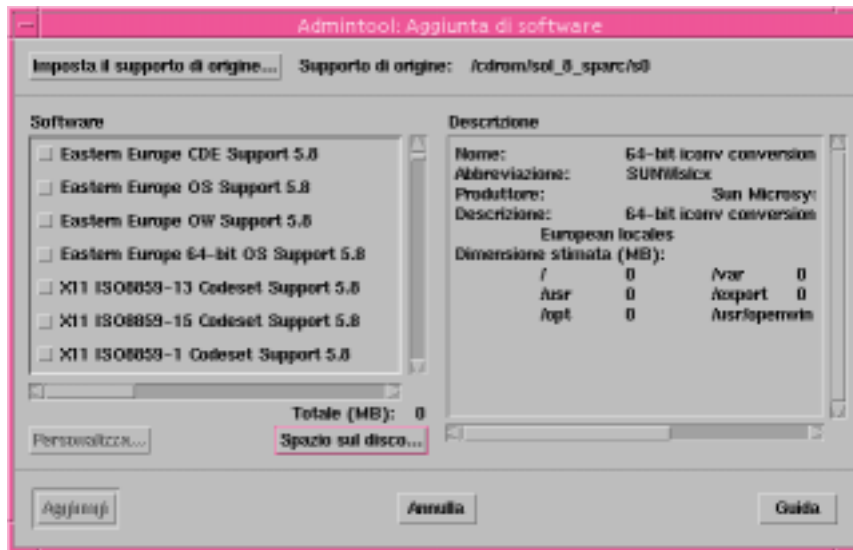 Admintool: Aggiunta di software
Imposta il supporto di origine...
Supporto di origine: /cdrom/sol_8_sparc/s0
Software
Eastern Europe CDE Support 5.8
Eastern Europe OS Support 5.8
Eastern Europe OW Support 5.8
Eastern Europe 64-bit OS Support 5.8
X11 ISO8859-13 Codeset Support 5.8
X11 ISO8859-15 Codeset Support 5.8
X11 ISO8859-1 Codeset Support 5.8
Totale (MB): 0
Personalizza...
Spazio sul disco...
Descrizione
Nome: 64-bit iconv conversion
Abbreviazione:
Produttore: Sun Microsy
Descrizione: 64-bit iconv conversion
European locales
Dimensione stimata (MB):
/ 0 /var 0
/usr 0 /export 0
/opt 0 /usr/openwin
Aggiungi
Annulla
Guida